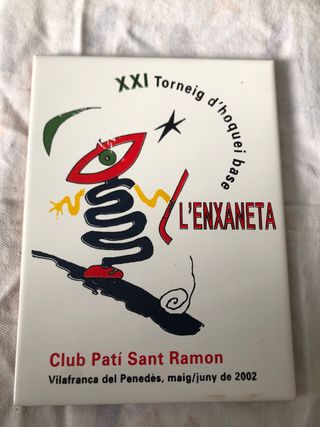 XXI Torneig d'hoquei base
L'ENXANETA
Club Patí Sant Ramon
Vilafranca del Penedès, maig/juny de 2002